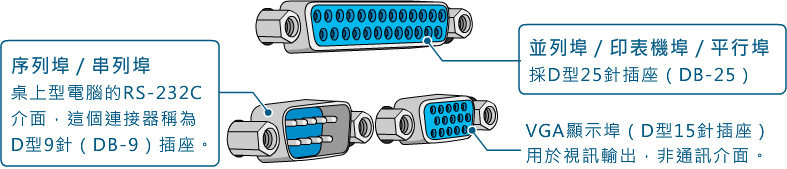 並列埠 / 印表機埠 / 平行埠
採D型25針插座（DB-25）
序列埠 / 串列埠
桌上型電腦的RS-232C
介面，這個連接器稱為
D型9針（DB-9）插座。
VGA顯示埠（D型15針插座）
用於視訊輸出，非通訊介面。